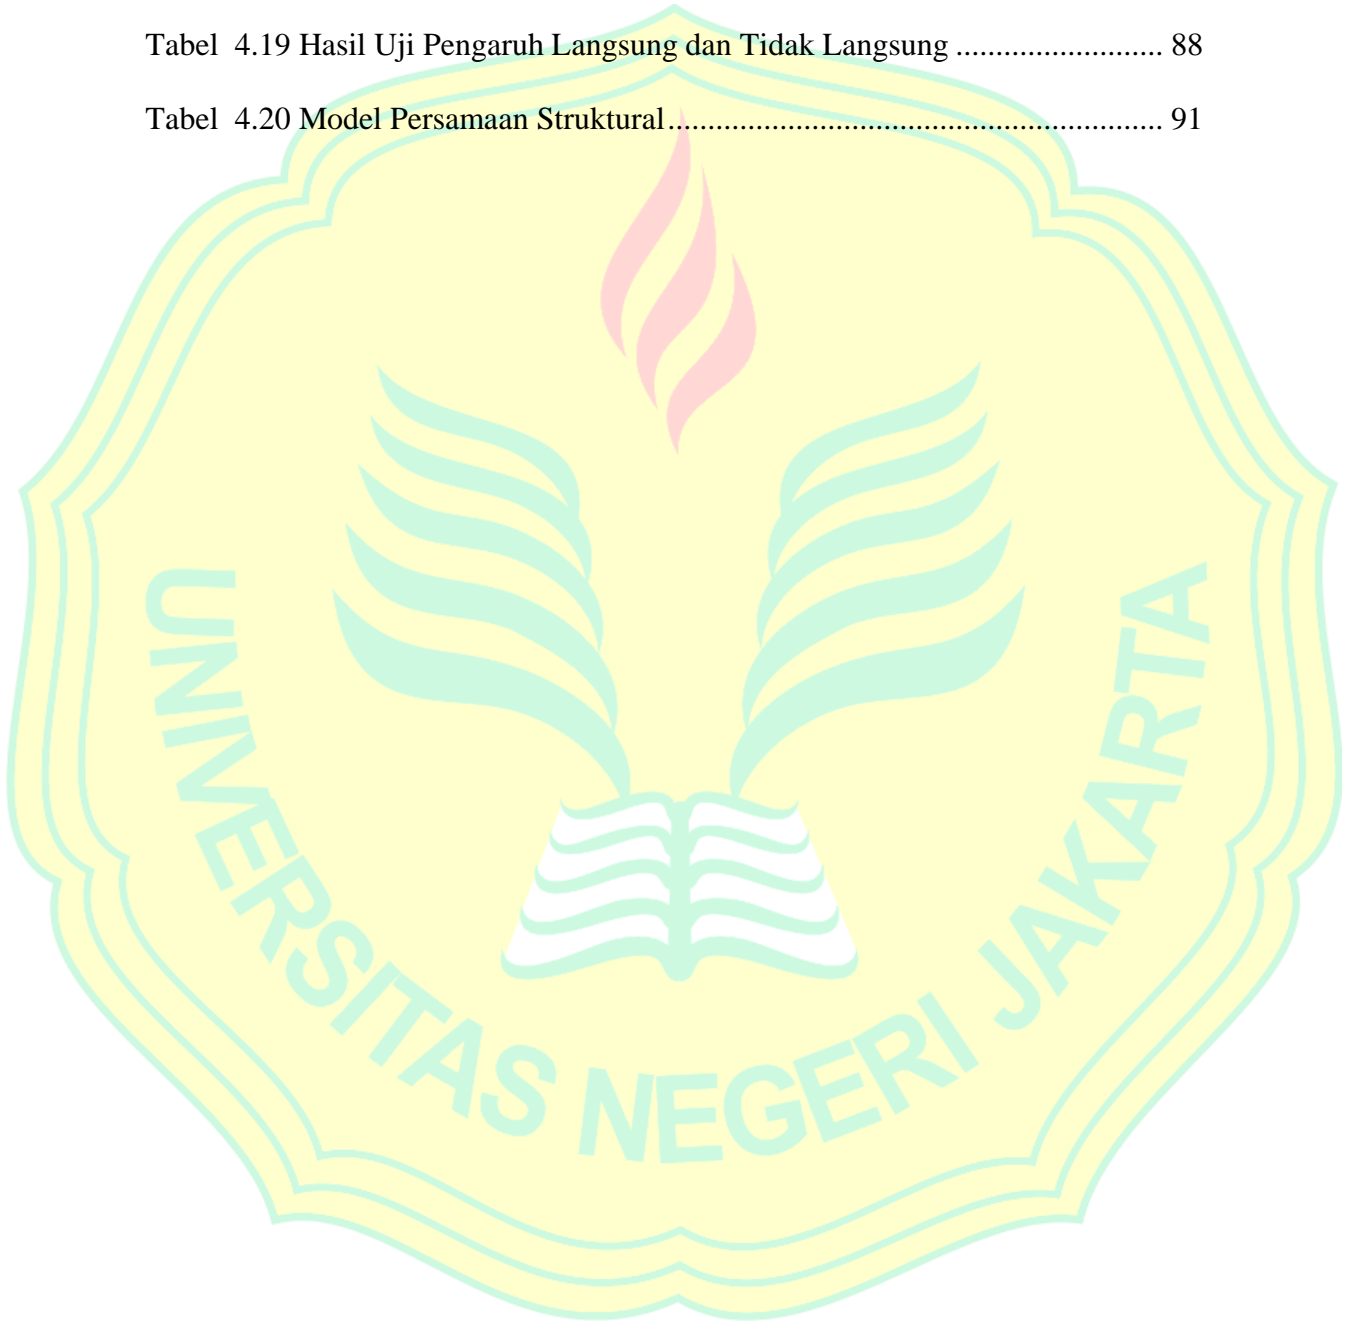 Tabel  4.19 Hasil Uji Pengaruh Langsung dan Tidak Langsung .......................... 88
Tabel  4.20 Model Persamaan Struktural.............................................................. 91
UNIVERSITAS NEGERI JAKARTA